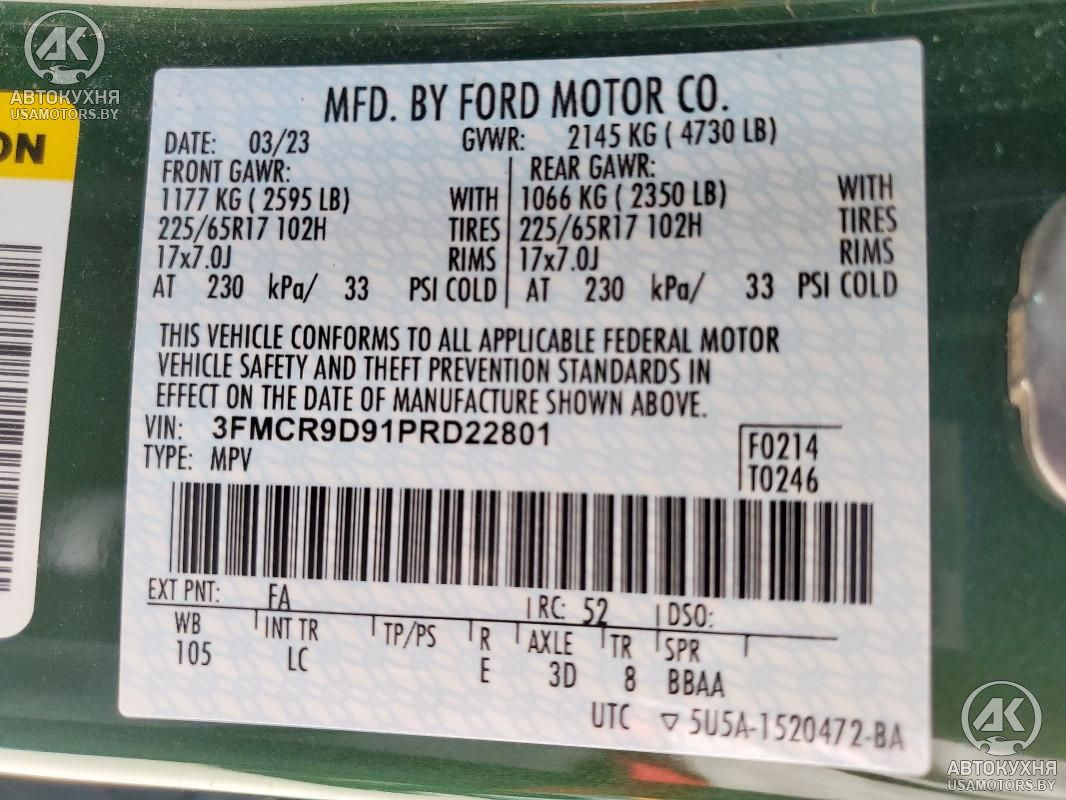 AK
АВТОКУХНЯ
USAMOTORS.BY
ON
MFD. BY FORD MOTOR CO.
DATE: 03/23 GVWR: 2145 KG ( 4730 LB)
FRONT GAWR: REAR GAWR:
1177 KG ( 2595 LB) WITH 1066 KG ( 2350 LB) WITH
225/65R17 102H TIRES 225/65R17 102H TIRES
17x7.0J RIMS 17x7.0J RIMS
AT 230 kPa/ 33 PSI COLD AT 230 kPa/ 33 PSI COLD
THIS VEHICLE CONFORMS TO ALL APPLICABLE FEDERAL MOTOR
VEHICLE SAFETY AND THEFT PREVENTION STANDARDS IN
EFFECT ON THE DATE OF MANUFACTURE SHOWN ABOVE.
VIN: 3FMCR9D91PRD22801 F0214
TYPE: MPV T0246
EXT PNT: FA RC: 52 DSO:
WB INT TR TP/PS R AXLE TR SPR
105 LC E 3D 8 BBAA
UTC ▽ 5U5A-1520472-BA
AK
АВТОКУХНЯ
USAMOTORS.BY